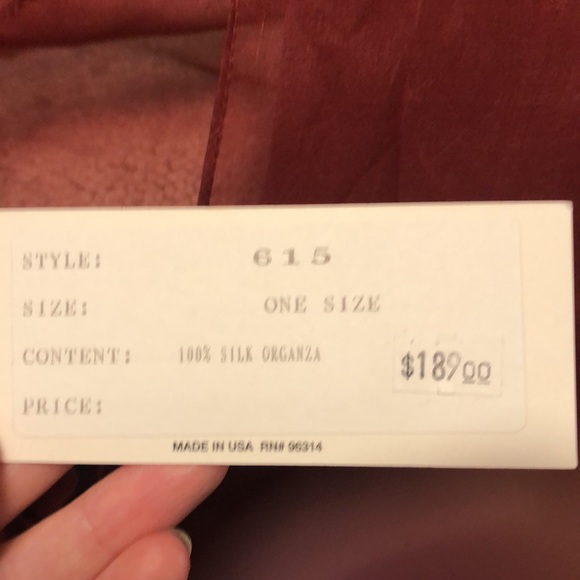 STYLE: 615
SIZE: ONE SIZE
CONTENT: 100% SILK ORGANZA
$189.00
PRICE:
MADE IN USA RN# 96314